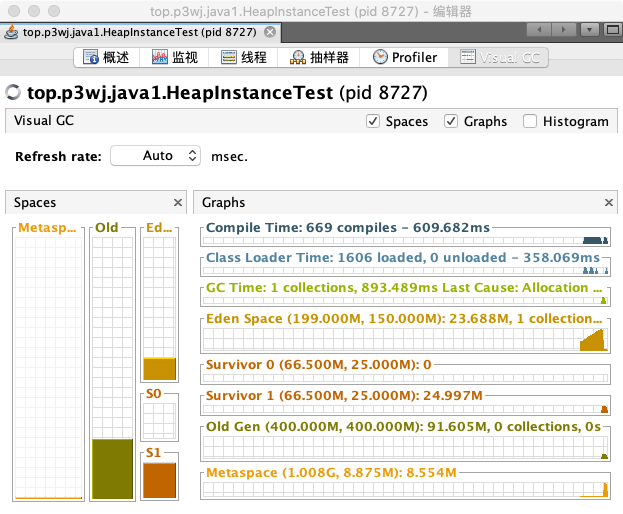 top.p3wj.java1.HeapInstanceTest (pid 8727) - 编辑器
top.p3wj.java1.HeapInstanceTest (pid 8727)
概述 监视 线程 抽样器 Profiler Visual GC
top.p3wj.java1.HeapInstanceTest (pid 8727)
Visual GC Spaces Graphs Histogram
Refresh rate: Auto msec.
Spaces
Metasp... Old Ed...
S0
S1
Graphs
Compile Time: 669 compiles - 609.682ms
Class Loader Time: 1606 loaded, 0 unloaded - 358.069ms
GC Time: 1 collections, 893.489ms Last Cause: Allocation ...
Eden Space (199.000M, 150.000M): 23.688M, 1 collection...
Survivor 0 (66.500M, 25.000M): 0
Survivor 1 (66.500M, 25.000M): 24.997M
Old Gen (400.000M, 400.000M): 91.605M, 0 collections, 0s
Metaspace (1.008G, 8.875M): 8.554M